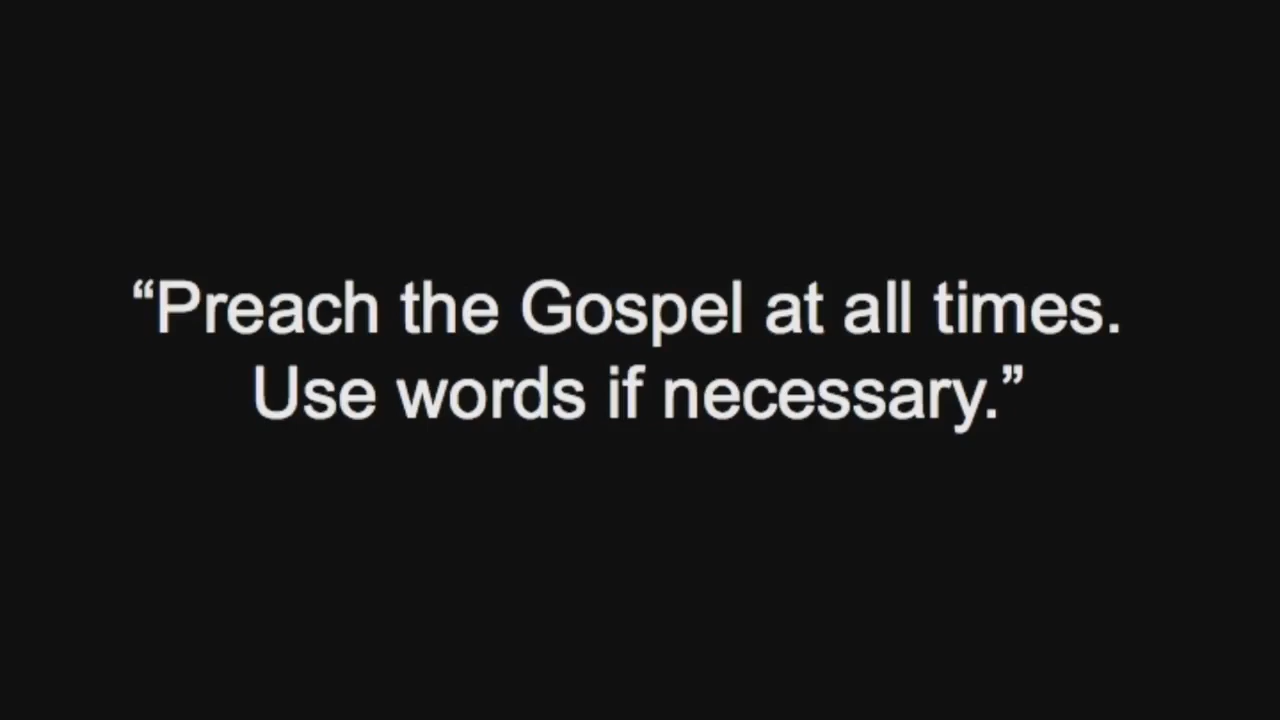 “Preach the Gospel at all times.
Use words if necessary.”